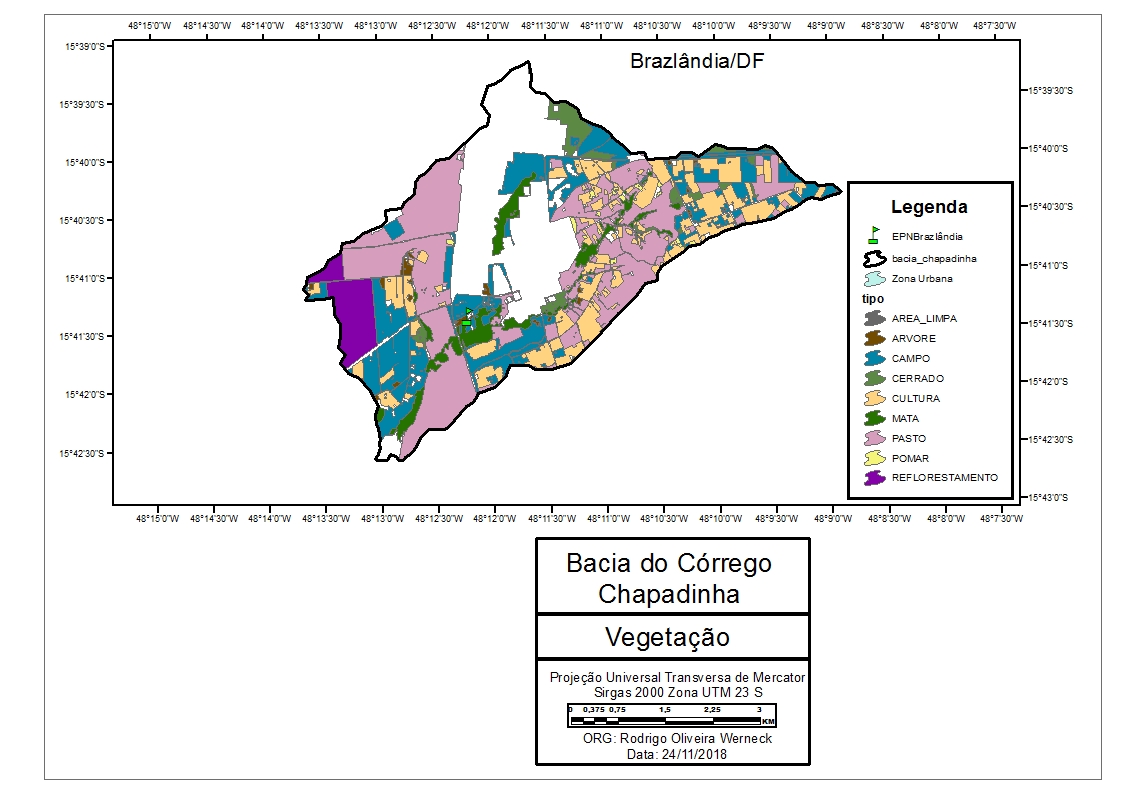 48°15'0"W 48°14'30"W 48°14'0"W 48°13'30"W 48°13'0"W 48°12'30"W 48°12'0"W 48°11'30"W 48°11'0"W 48°10'30"W 48°10'0"W 48°9'30"W 48°9'0"W 48°8'30"W 48°8'0"W 48°7'30"W
15°39'0"S
Brazlândia/DF
15°39'30"S 15°39'30"S
15°40'0"S 15°40'0"S
15°40'30"S 15°40'30"S
15°41'0"S 15°41'0"S
15°41'30"S 15°41'30"S
15°42'0"S 15°42'0"S
15°42'30"S 15°42'30"S
15°43'0"S
Legenda
EPNBrazlândia
bacia_chapadinha
Zona Urbana
tipo
AREA_LIMPA
ARVORE
CAMPO
CERRADO
CULTURA
MATA
PASTO
POMAR
REFLORESTAMENTO
48°15'0"W 48°14'30"W 48°14'0"W 48°13'30"W 48°13'0"W 48°12'30"W 48°12'0"W 48°11'30"W 48°11'0"W 48°10'30"W 48°10'0"W 48°9'30"W 48°9'0"W 48°8'30"W 48°8'0"W 48°7'30"W
Bacia do Córrego
Chapadinha
Vegetação
Projeção Universal Transversa de Mercator
Sirgas 2000 Zona UTM 23 S
0 0,375 0,75 1,5 2,25 3
KM
ORG: Rodrigo Oliveira Werneck
Data: 24/11/2018